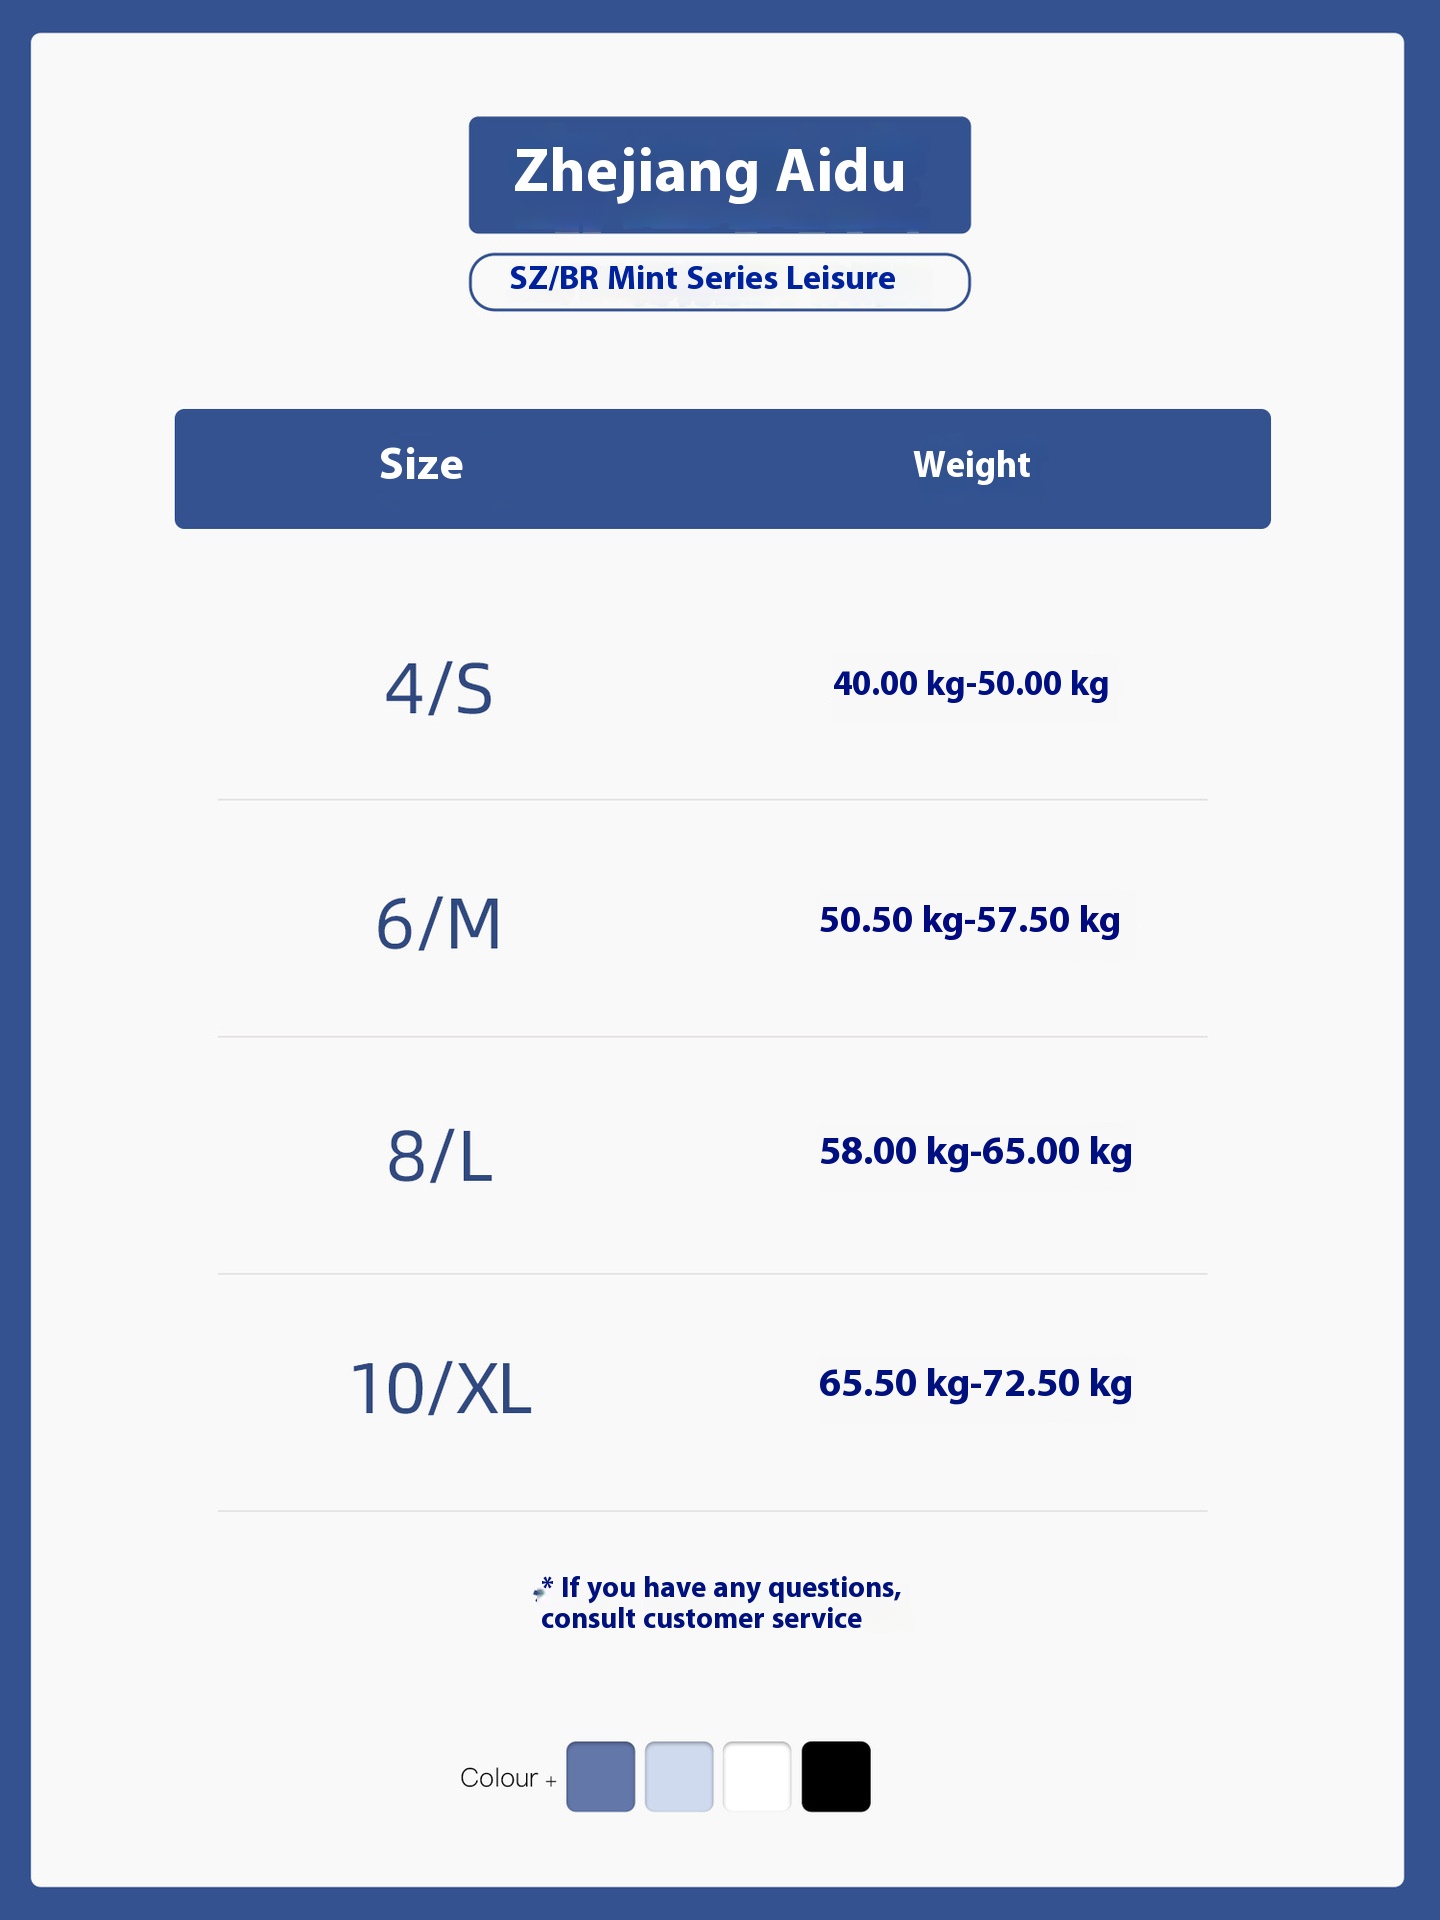 Zhejiang Aidu
SZ/BR Mint Series Leisure
Size Weight
4/S 40.00 kg-50.00 kg
6/M 50.50 kg-57.50 kg
8/L 58.00 kg-65.00 kg
10/XL 65.50 kg-72.50 kg
* If you have any questions,
consult customer service
Colour +